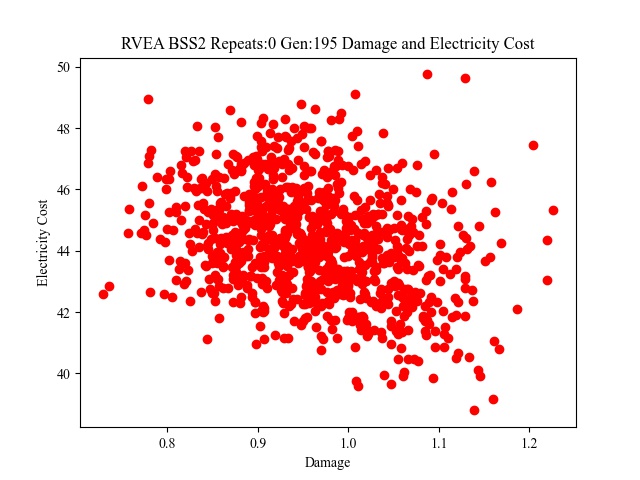 RVEA BSS2 Repeats:0 Gen:195 Damage and Electricity Cost
50
48
46
44
42
40
Electricity Cost
0.8 0.9 1.0 1.1 1.2
Damage